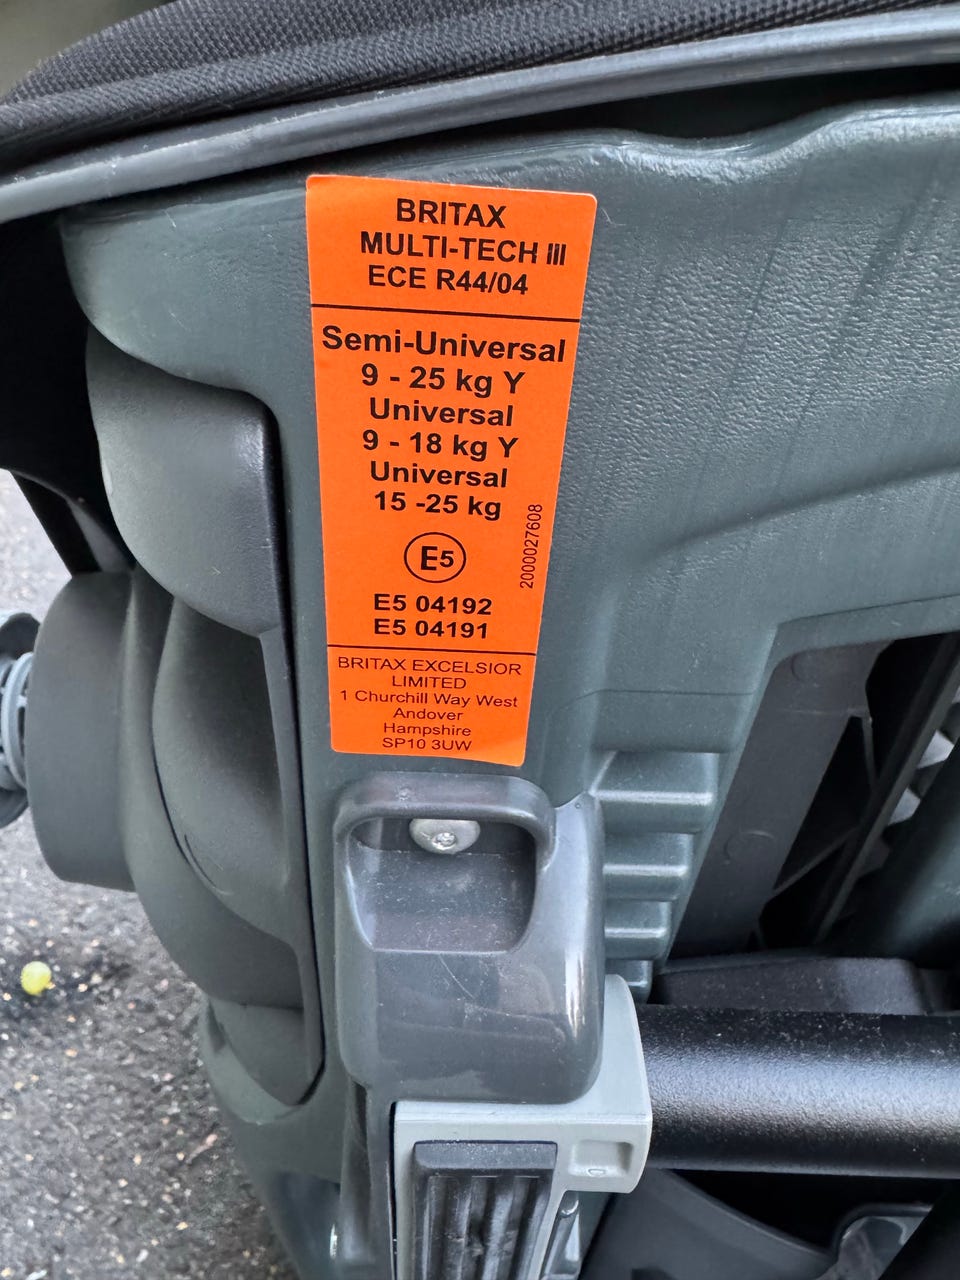 BRITAX
MULTI-TECH III
ECE R44/04
Semi-Universal
9 - 25 kg Y
Universal
9 - 18 kg Y
Universal
15 -25 kg
E5
2000027608
E5 04192
E5 04191
BRITAX EXCELSIOR
LIMITED
1 Churchill Way West
Andover
Hampshire
SP10 3UW